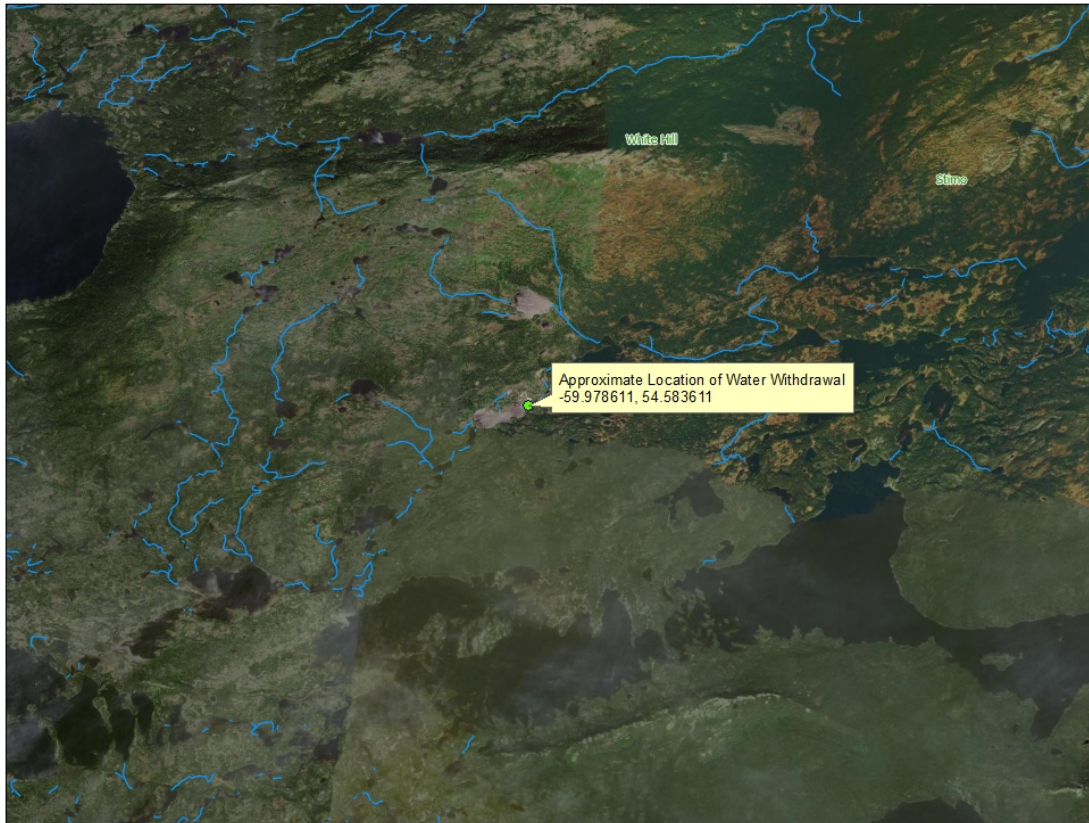 White Hill
Stimo
Approximate Location of Water Withdrawal
-59.978611, 54.583611